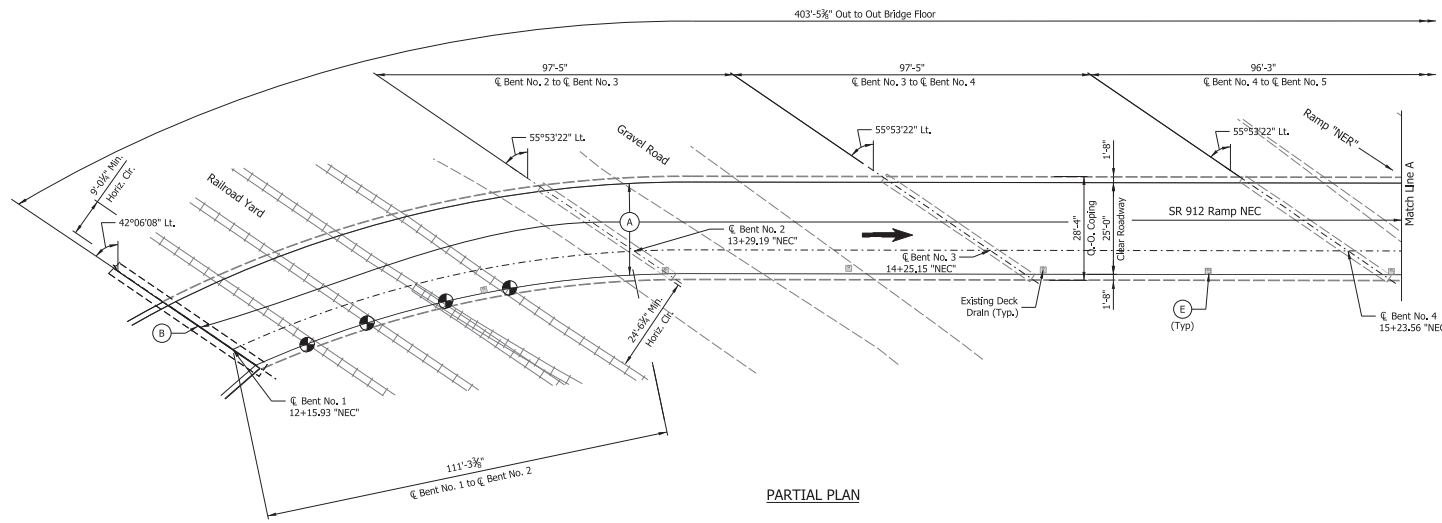 403'-5⅜" Out to Out Bridge Floor
97'-5"
℄ Bent No. 2 to ℄ Bent No. 3
97'-5"
℄ Bent No. 3 to ℄ Bent No. 4
96'-3"
℄ Bent No. 4 to ℄ Bent No. 5
55°53'22" Lt.
Gravel Road
55°53'22" Lt.
55°53'22" Lt.
Ramp "NER"
9'-0¼" Min.
Horiz. Clr.
Railroad Yard
42°06'08" Lt.
1'-8"
Match Line A
A
SR 912 Ramp NEC
28'-4"
O.-O. Coping
25'-0"
Clear Roadway
℄ Bent No. 2
13+29.19 "NEC"
℄ Bent No. 3
14+25.15 "NEC"
B
24'-6¾" Min.
Horiz. Clr.
Existing Deck
Drain (Typ.)
1'-8"
E
(Typ)
℄ Bent No. 4
15+23.56 "NEC
℄ Bent No. 1
12+15.93 "NEC"
111'-3⅜"
℄ Bent No. 1 to ℄ Bent No. 2
PARTIAL PLAN